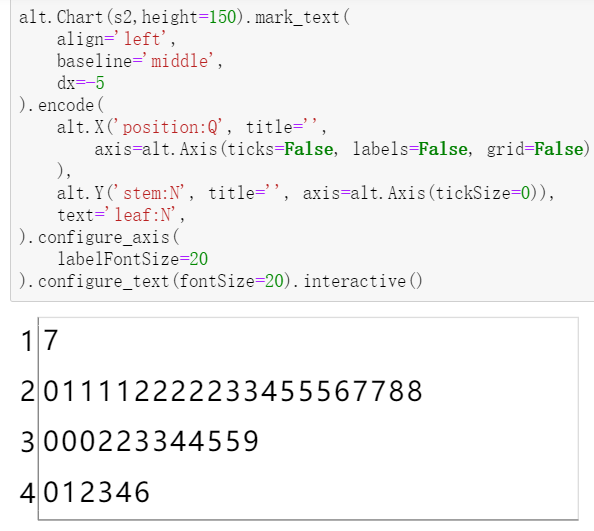 alt.Chart(s2,height=150).mark_text(
    align='left',
    baseline='middle',
    dx=-5
).encode(
    alt.X('position:Q', title='',
        axis=alt.Axis(ticks=False, labels=False, grid=False)
    ),
    alt.Y('stem:N', title='', axis=alt.Axis(tickSize=0)),
    text='leaf:N',
).configure_axis(
    labelFontSize=20
).configure_text(fontSize=20).interactive()
1 7
2 011112222233455567788
3 000223344559
4 012346